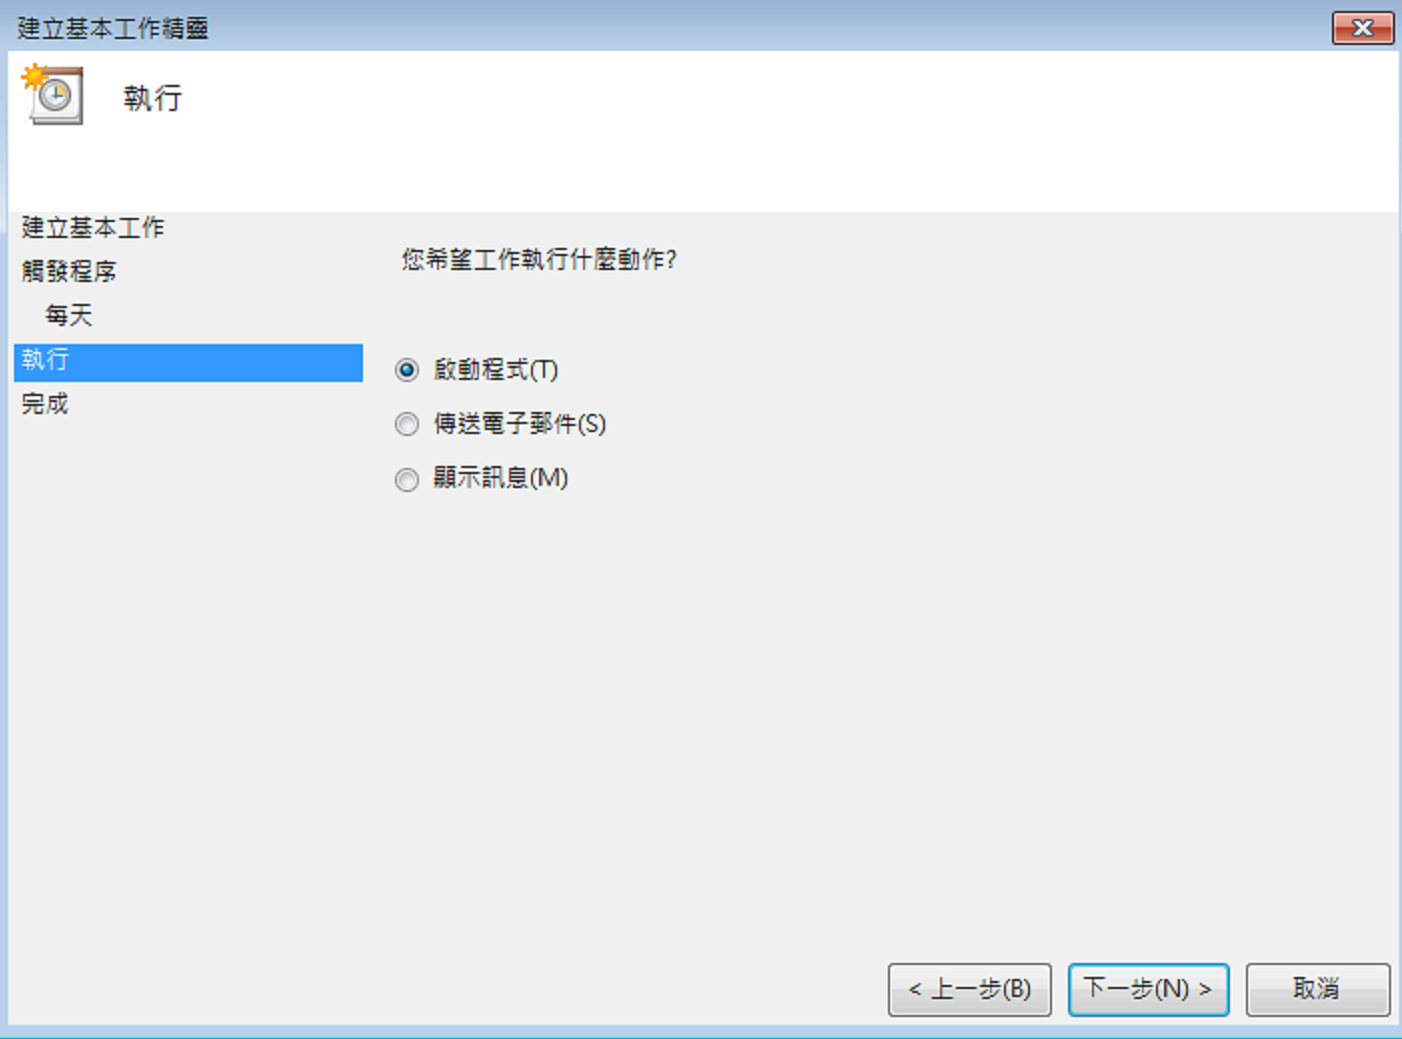 建立基本工作精靈
執行
建立基本工作
觸發程序
每天
執行
完成
您希望工作執行什麼動作?
啟動程式(T)
傳送電子郵件(S)
顯示訊息(M)
< 上一步(B)
下一步(N) >
取消